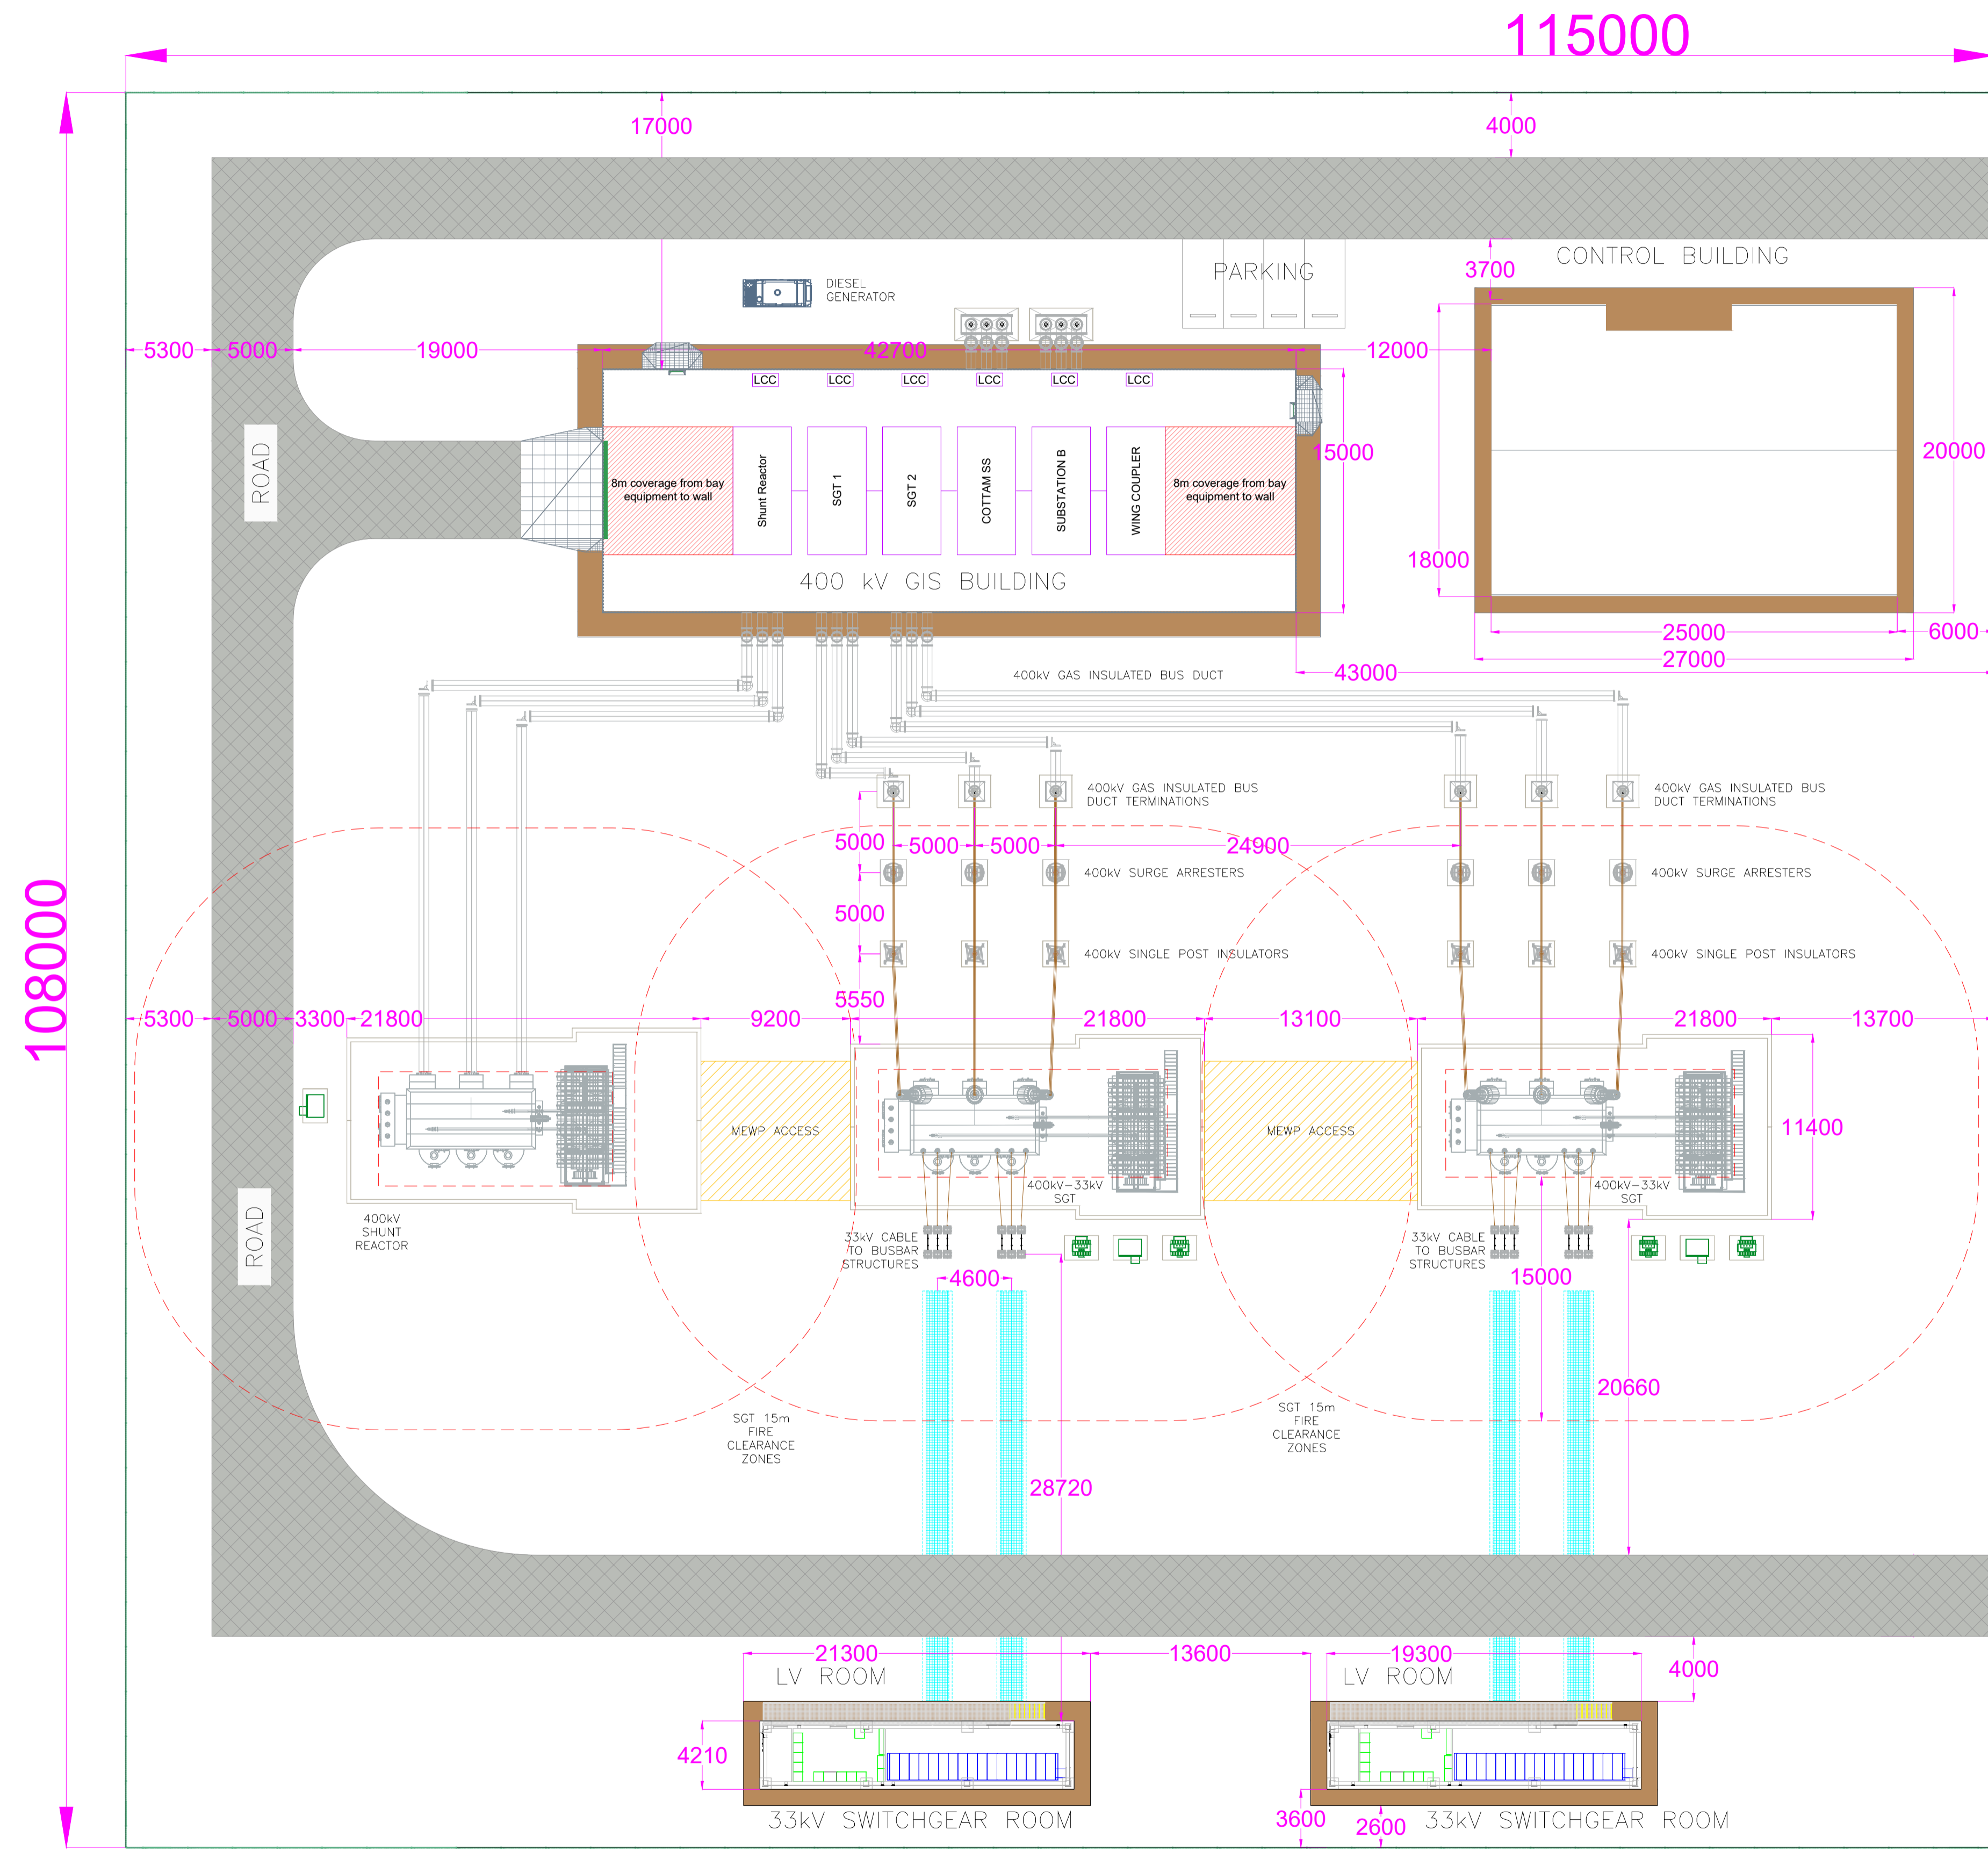 115000
17000
4000
CONTROL BUILDING
3700
PARKING
DIESEL
GENERATOR
5300
5000
19000
42700
12000
LCC
LCC
LCC
LCC
LCC
LCC
ROAD
15000
20000
8m coverage from bay
equipment to wall
Shunt Reactor
SGT 1
SGT 2
COTTAM SS
SUBSTATION B
WING COUPLER
8m coverage from bay
equipment to wall
18000
400 kV GIS BUILDING
25000
6000
27000
43000
400kV GAS INSULATED BUS DUCT
400kV GAS INSULATED BUS
DUCT TERMINATIONS
400kV GAS INSULATED BUS
DUCT TERMINATIONS
5000
5000
5000
24900
400kV SURGE ARRESTERS
400kV SURGE ARRESTERS
5000
108000
400kV SINGLE POST INSULATORS
400kV SINGLE POST INSULATORS
5550
5300
5000
3300
21800
9200
21800
13100
21800
13700
MEWP ACCESS
MEWP ACCESS
11400
400kV-33kV
SGT
400kV-33kV
SGT
400kV
SHUNT
REACTOR
ROAD
33kV CABLE
TO BUSBAR
STRUCTURES
33kV CABLE
TO BUSBAR
STRUCTURES
4600
15000
20660
SGT 15m
FIRE
CLEARANCE
ZONES
SGT 15m
FIRE
CLEARANCE
ZONES
28720
21300
13600
19300
4000
LV ROOM
LV ROOM
4210
3600
2600
33kV SWITCHGEAR ROOM
33kV SWITCHGEAR ROOM